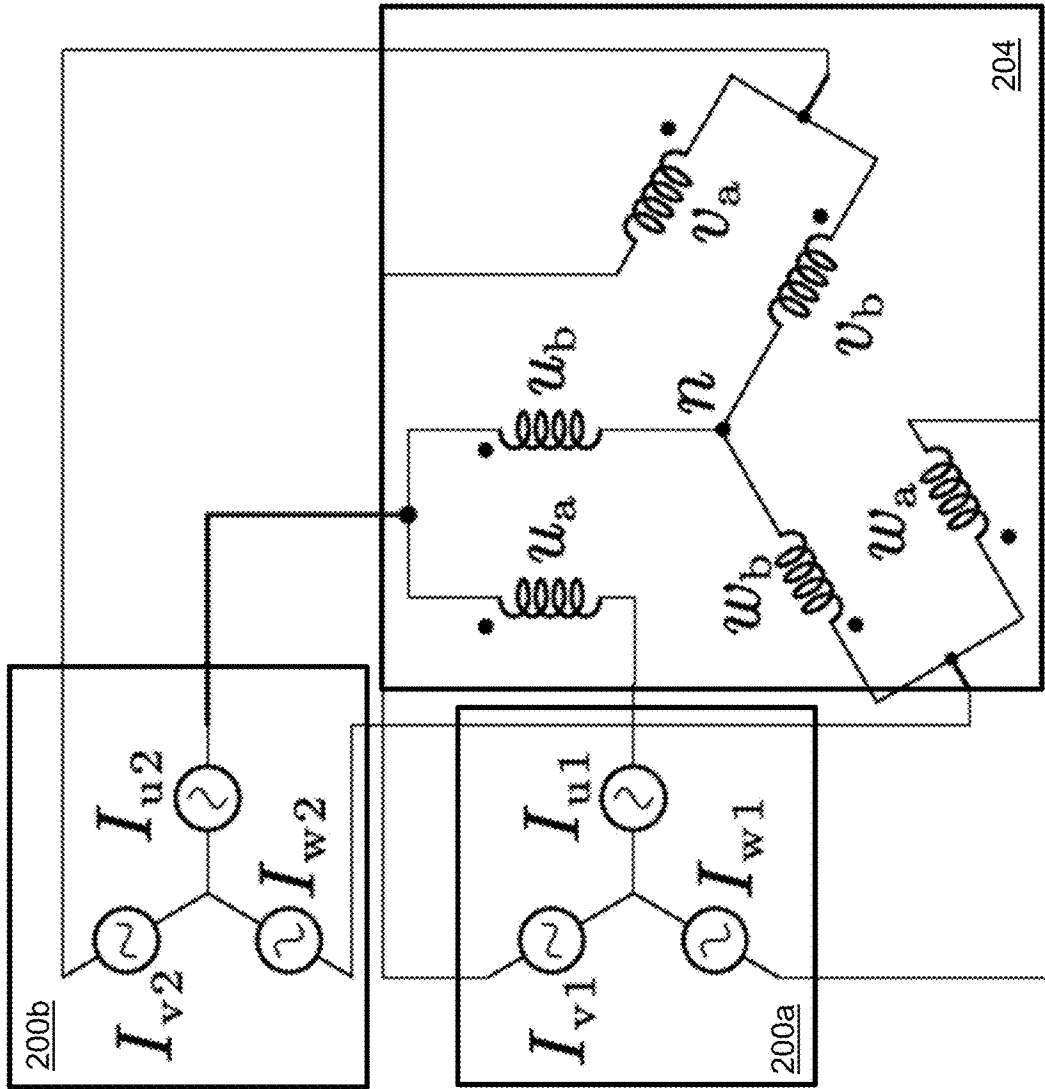 200b
I_v2
I_u2
I_w2
200a
I_v1
I_u1
I_w1
204
u_a
u_b
v_a
v_b
n
w_b
w_a